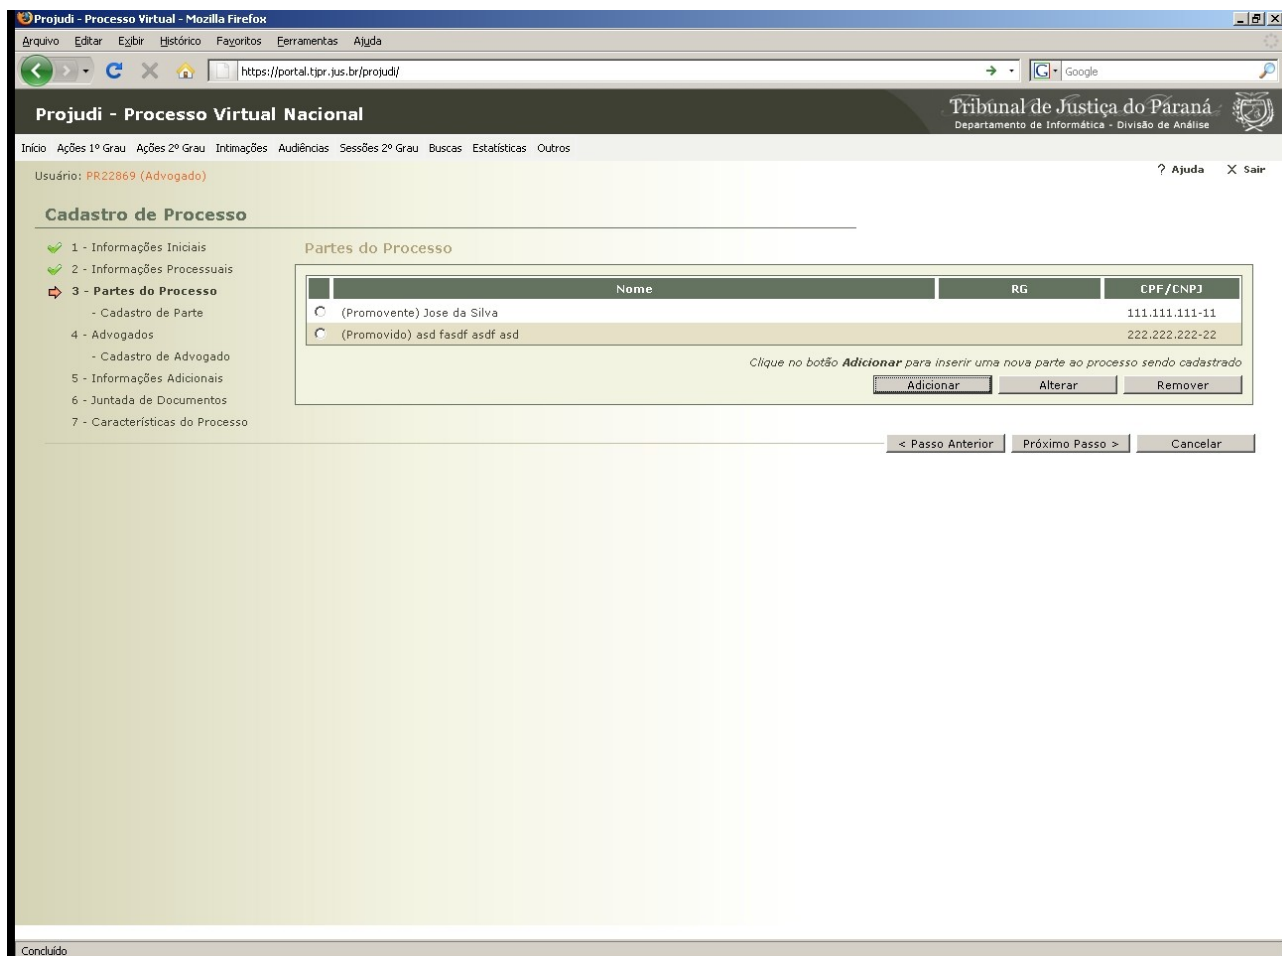 Projudi - Processo Virtual - Mozilla Firefox
Arquivo Editar Exibir Histórico Favoritos Ferramentas Ajuda
https://portal.tjpr.jus.br/projudi/
G Google
Projudi - Processo Virtual Nacional
Tribunal de Justiça do Paraná
Departamento de Informática - Divisão de Análise
Início Ações 1º Grau Ações 2º Grau Intimações Audiências Sessões 2º Grau Buscas Estatísticas Outros
Usuário: PR22869 (Advogado)
? Ajuda X Sair
Cadastro de Processo
1 - Informações Iniciais
2 - Informações Processuais
3 - Partes do Processo
- Cadastro de Parte
4 - Advogados
- Cadastro de Advogado
5 - Informações Adicionais
6 - Juntada de Documentos
7 - Características do Processo
Partes do Processo
Nome RG CPF/CNPJ
(Promovente) Jose da Silva 111.111.111-11
(Promovido) asd fasdf asdf asd 222.222.222-22
Clique no botão Adicionar para inserir uma nova parte ao processo sendo cadastrado
Adicionar Alterar Remover
< Passo Anterior Próximo Passo > Cancelar
Concluído